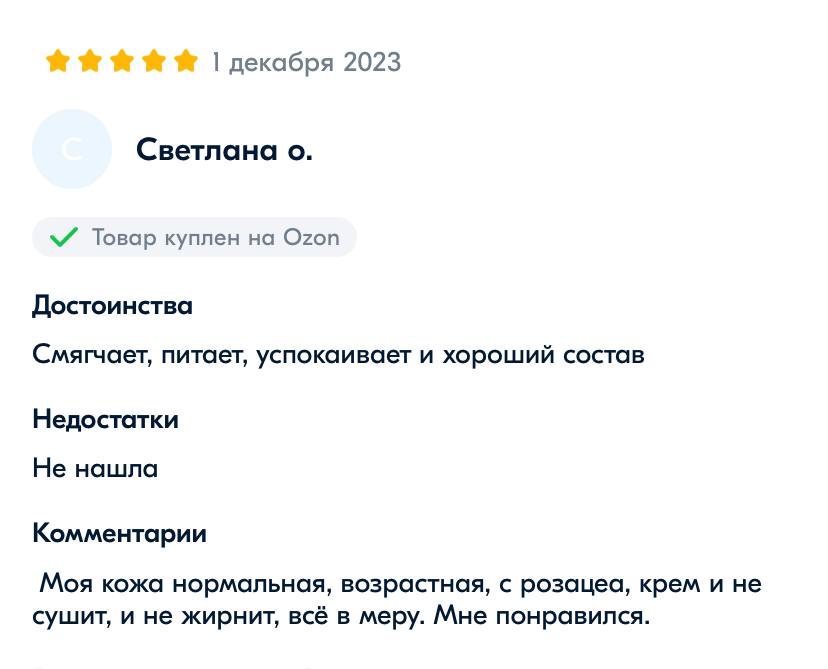 1 декабря 2023
С
Светлана о.
Товар куплен на Ozon
Достоинства
Смягчает, питает, успокаивает и хороший состав
Недостатки
Не нашла
Комментарии
Моя кожа нормальная, возрастная, с розацеа, крем и не
сушит, и не жирнит, всё в меру. Мне понравился.